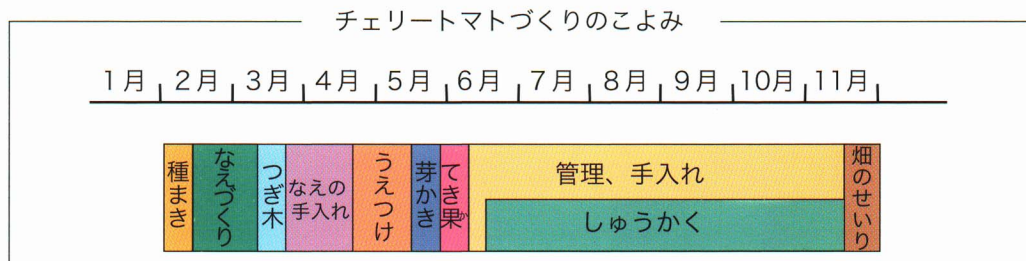 チェリートマトづくりのこよみ
1月 2月 3月 4月 5月 6月 7月 8月 9月 10月 11月
種まき
なえづくり
つぎ木
なえの
手入れ
うえつけ
芽かき
てき果か
管理、手入れ
しゅうかく
畑のせいり